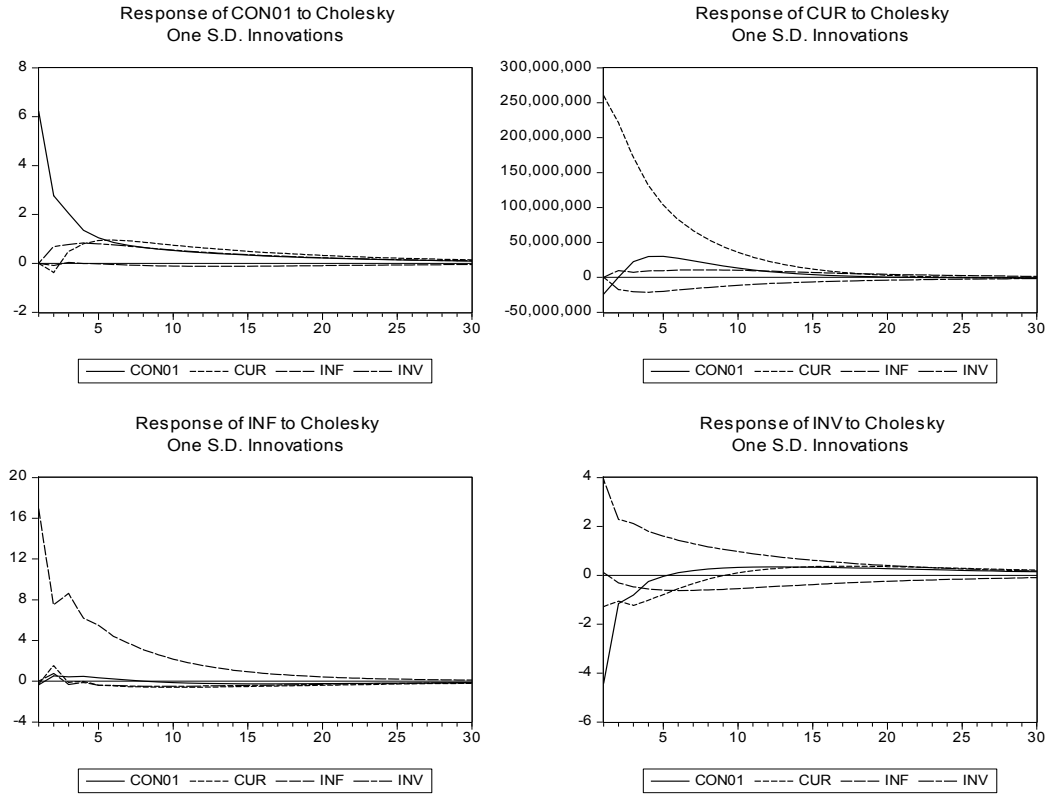 Response of CON01 to Cholesky
One S.D. Innovations
8
6
4
2
0
-2
5 10 15 20 25 30
CON01 CUR INF INV
Response of CUR to Cholesky
One S.D. Innovations
300,000,000
250,000,000
200,000,000
150,000,000
100,000,000
50,000,000
0
-50,000,000
5 10 15 20 25 30
CON01 CUR INF INV
Response of INF to Cholesky
One S.D. Innovations
20
16
12
8
4
0
-4
5 10 15 20 25 30
CON01 CUR INF INV
Response of INV to Cholesky
One S.D. Innovations
4
2
0
-2
-4
-6
5 10 15 20 25 30
CON01 CUR INF INV